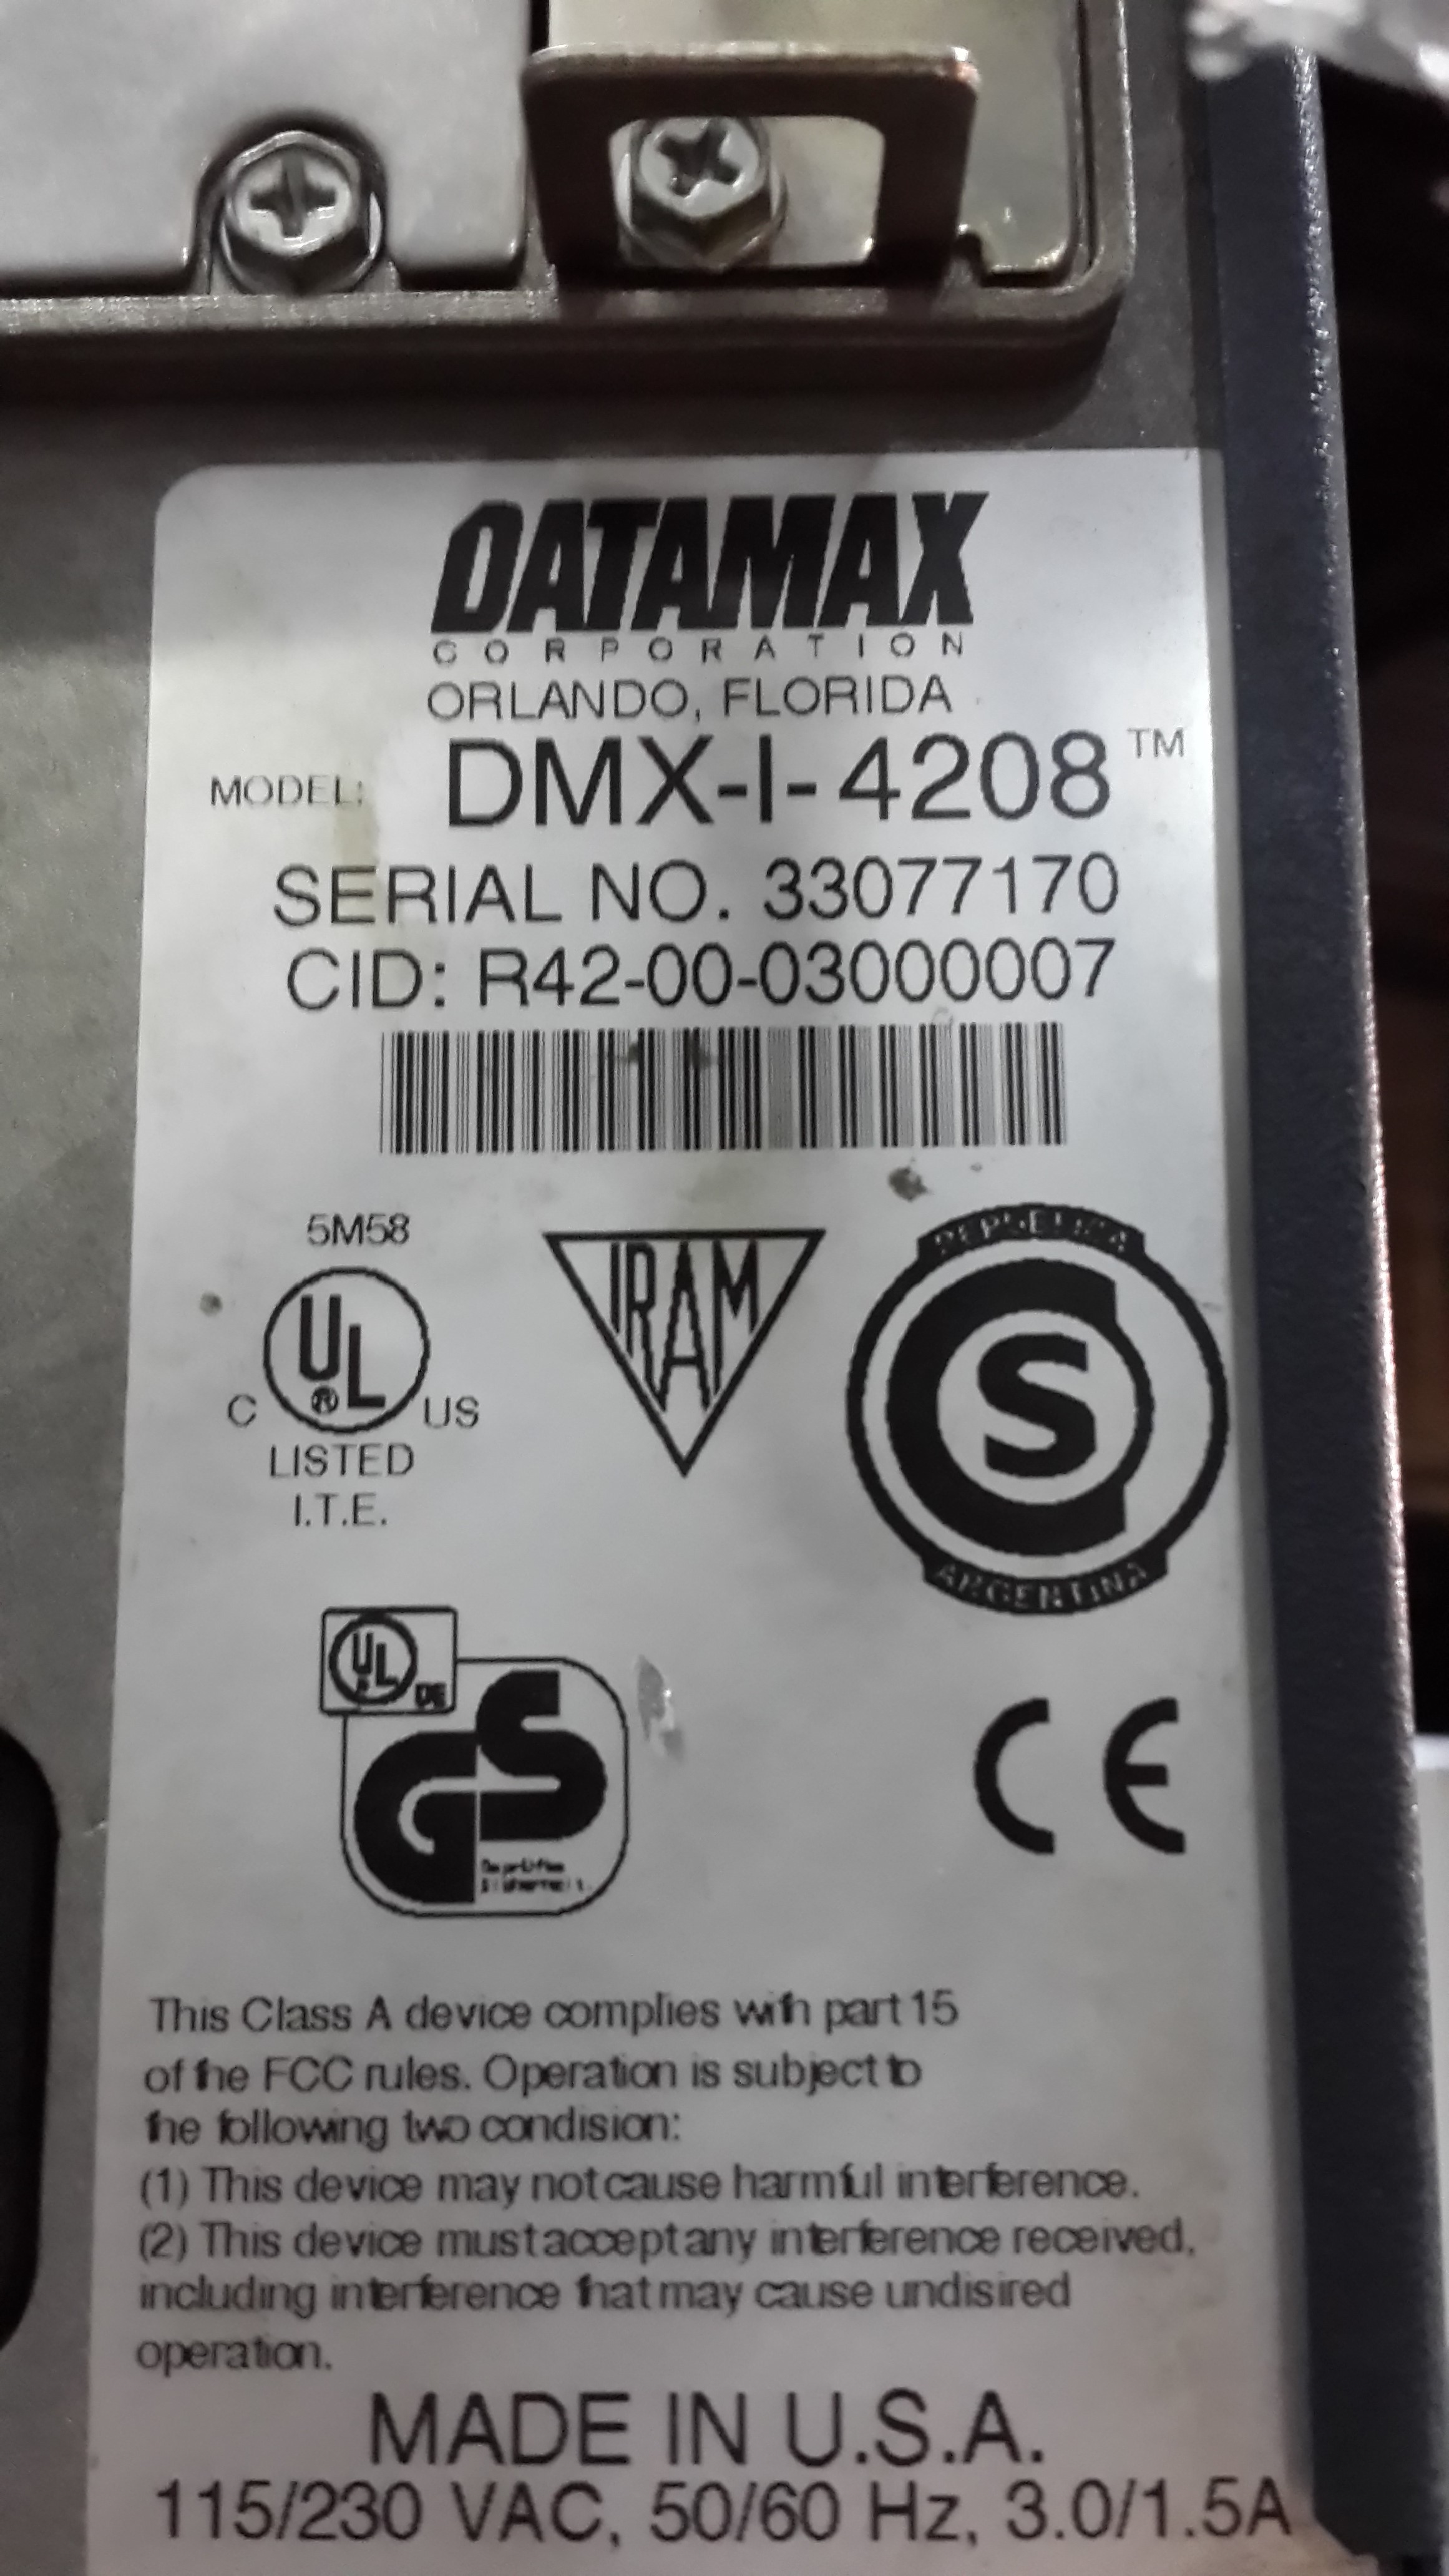 DATAMAX
CORPORATION
ORLANDO, FLORIDA
MODEL: DMX-I-4208™
SERIAL NO. 33077170
CID: R42-00-03000007
5M58
UL
®
C US
LISTED
I.T.E.
IRAM
REPUBLICA
S
ARGENTINA
UL
DE
GS
CE
This Class A device complies with part 15
of the FCC rules. Operation is subject to
the following two condision:
(1) This device may not cause harmful interference.
(2) This device must accept any interference received,
including interference that may cause undisired
operation.
MADE IN U.S.A.
115/230 VAC, 50/60 Hz, 3.0/1.5A